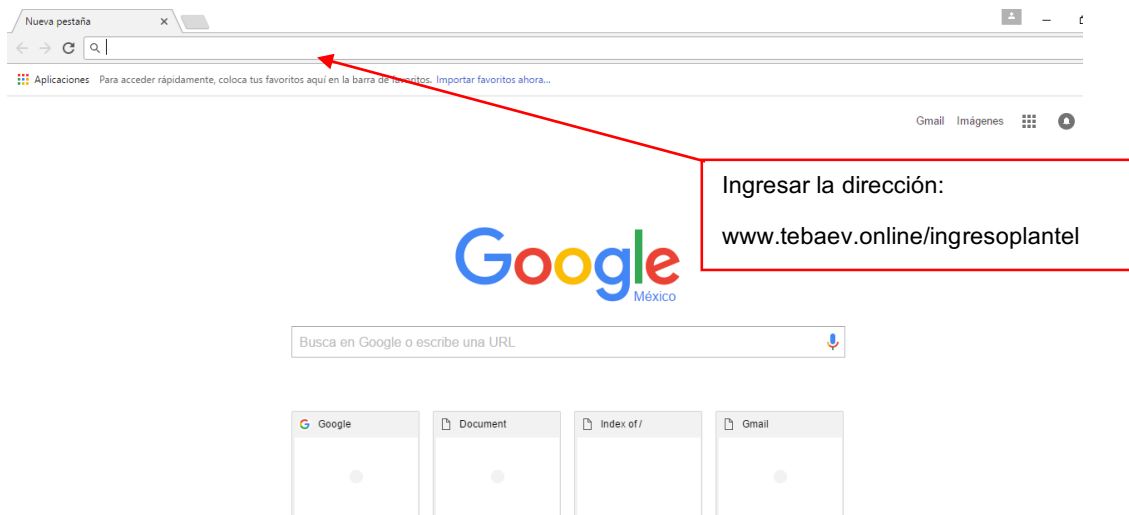 Nueva pestaña
Aplicaciones Para acceder rápidamente, coloca tus favoritos aquí en la barra de favoritos. Importar favoritos ahora...
Gmail Imágenes
Ingresar la dirección:
www.tebaev.online/ingresoplantel
Google
México
Busca en Google o escribe una URL
Google Document Index of / Gmail